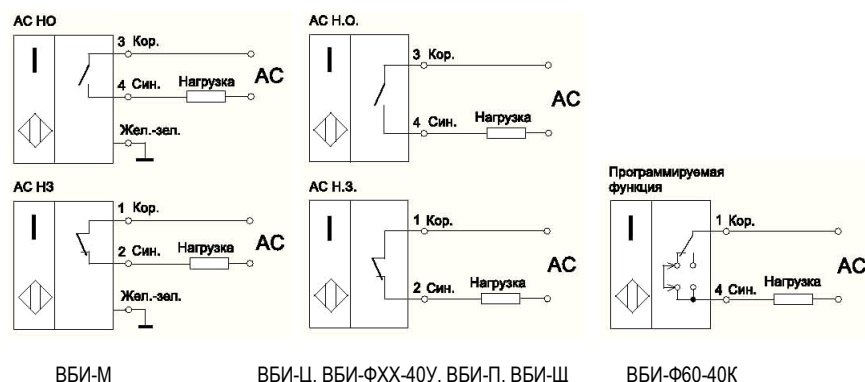 АС НО
I
3 Кор.
4 Син.
Нагрузка
АС
Жел.-зел.
АС Н.О.
I
3 Кор.
4 Син.
Нагрузка
АС
АС НЗ
I
1 Кор.
2 Син.
Нагрузка
АС
Жел.-зел.
АС Н.З.
I
1 Кор.
2 Син.
Нагрузка
АС
Программируемая
функция
I
1 Кор.
4 Син.
Нагрузка
АС
ВБИ-М
ВБИ-Ц, ВБИ-ФХХ-40У, ВБИ-П, ВБИ-Щ
ВБИ-Ф60-40К